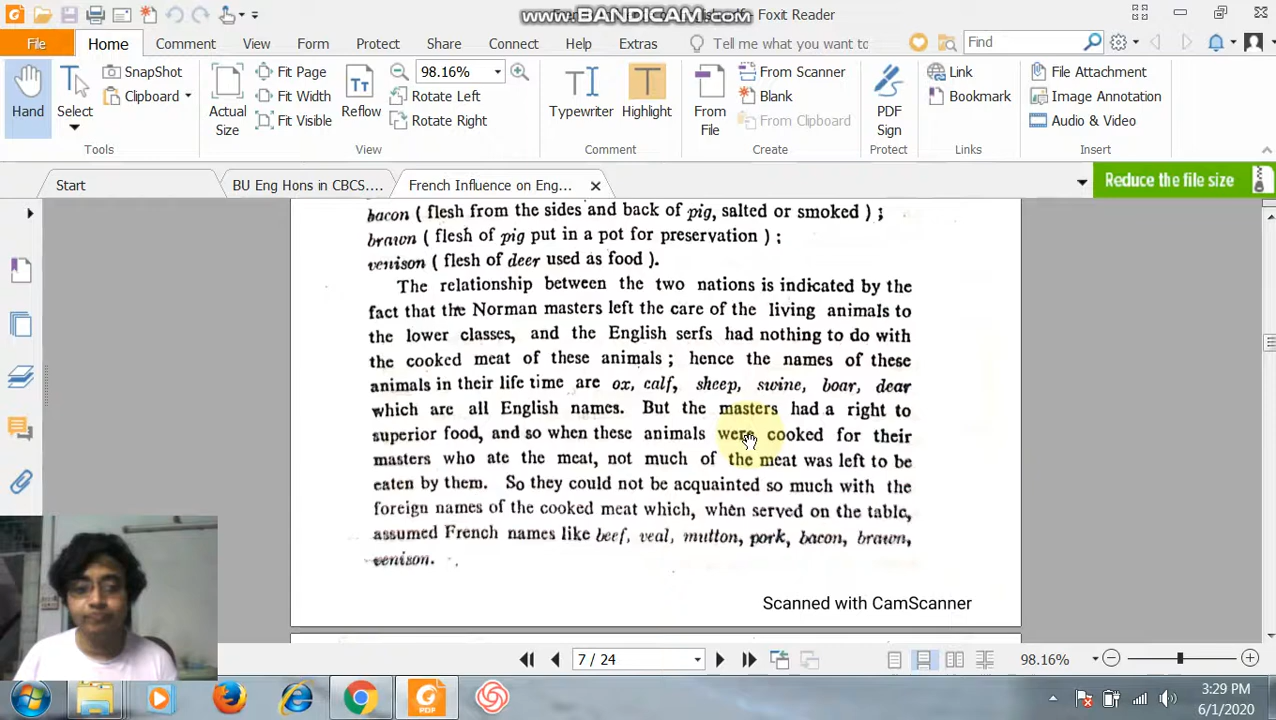 www.BANDICAM.com
Foxit Reader
File Home Comment View Form Protect Share Connect Help Extras Tell me what you want to Find
Hand
Select
SnapShot
Clipboard
Tools
Actual Size
Fit Page
Fit Width
Fit Visible
Reflow
98.16%
Rotate Left
Rotate Right
View
Typewriter
Highlight
Comment
From File
From Scanner
Blank
From Clipboard
Create
PDF Sign
Protect
Link
Bookmark
Links
File Attachment
Image Annotation
Audio & Video
Insert
Start BU Eng Hons in CBCS.... French Influence on Eng... Reduce the file size
bacon ( flesh from the sides and back of pig, salted or smoked ) ;
brawn ( flesh of pig put in a pot for preservation ) ;
venison ( flesh of deer used as food ).
The relationship between the two nations is indicated by the
fact that the Norman masters left the care of the living animals to
the lower classes, and the English serfs had nothing to do with
the cooked meat of these animals ; hence the names of these
animals in their life time are ox, calf, sheep, swine, boar, dear
which are all English names. But the masters had a right to
superior food, and so when these animals were cooked for their
masters who ate the meat, not much of the meat was left to be
eaten by them. So they could not be acquainted so much with the
foreign names of the cooked meat which, when served on the table,
assumed French names like beef, veal, mutton, pork, bacon, brawn,
venison.
Scanned with CamScanner
7 / 24
98.16%
3:29 PM
6/1/2020